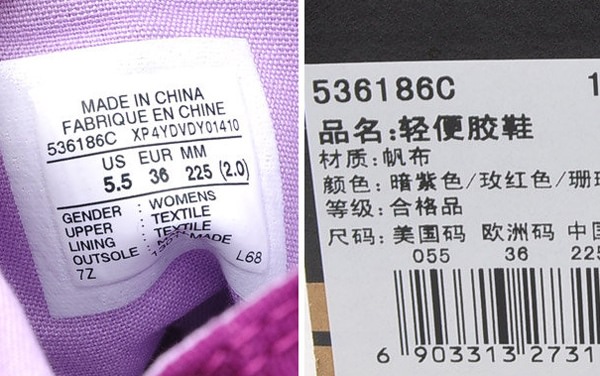 MADE IN CHINA
FABRIQUE EN CHINE
536186C XP4YDVDY01410
US EUR MM
5.5 36 225 (2.0)
GENDER : WOMENS
UPPER : TEXTILE
LINING : TEXTILE
OUTSOLE : MADE
7Z L68
536186C 1
品名:轻便胶鞋
材质:帆布
颜色:暗紫色/玫红色/珊
等级:合格品
尺码:美国码 欧洲码 中国
055 36 225
6 903313 2731